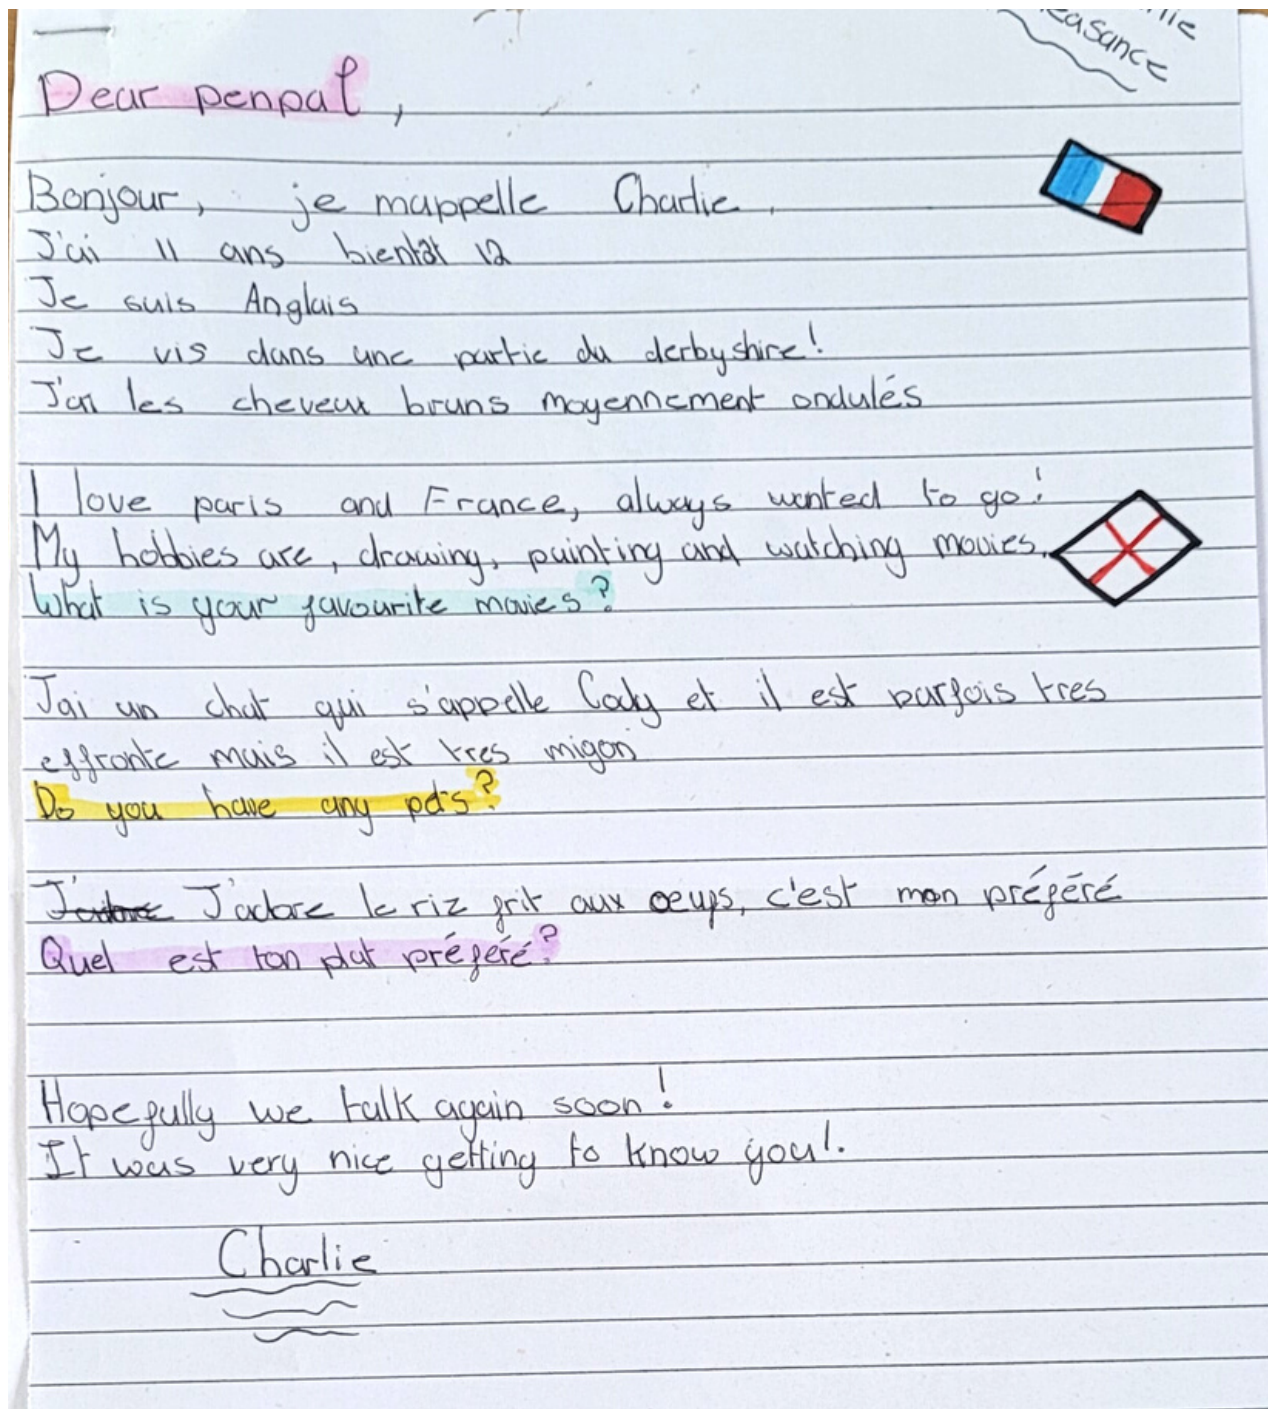 Dear penpal,
Bonjour, je mappelle Charlie.
J'ai 11 ans bientôt 12
Je suis Anglais
Je vis dans une partie du derbyshire!
J'ai les cheveux bruns moyennement ondulés
I love paris and France, always wanted to go!
My hobbies are, drawing, painting and watching movies.
What is your favourite movies?
J'ai un chat qui s'appelle Cody et il est parfois tres
effronte mais il est tres migon
Do you have any pets?
J'adore le riz frit aux oeufs, c'est mon préféré
Quel est ton plat préféré?
Hopefully we talk again soon!
It was very nice getting to know you!.
Charlie